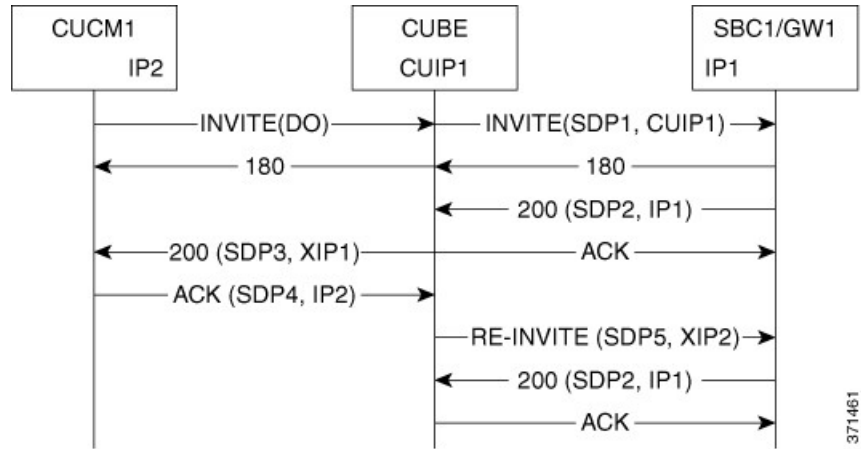 CUCM1
IP2
CUBE
CUIP1
SBC1/GW1
IP1
INVITE(DO)
INVITE(SDP1, CUIP1)
180
180
200 (SDP2, IP1)
200 (SDP3, XIP1)
ACK
ACK (SDP4, IP2)
RE-INVITE (SDP5, XIP2)
200 (SDP2, IP1)
ACK
371461